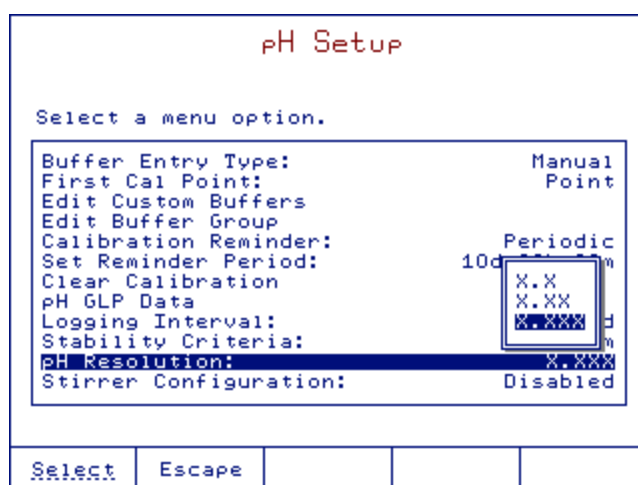 pH Setup
Select a menu option.
Buffer Entry Type: Manual
First Cal Point: Point
Edit Custom Buffers
Edit Buffer Group
Calibration Reminder: Periodic
Set Reminder Period: 10d
Clear Calibration
pH GLP Data
Logging Interval:
Stability Criteria:
pH Resolution: X.XXX
Stirrer Configuration: Disabled
X.X
X.XX
X.XXX
Select Escape